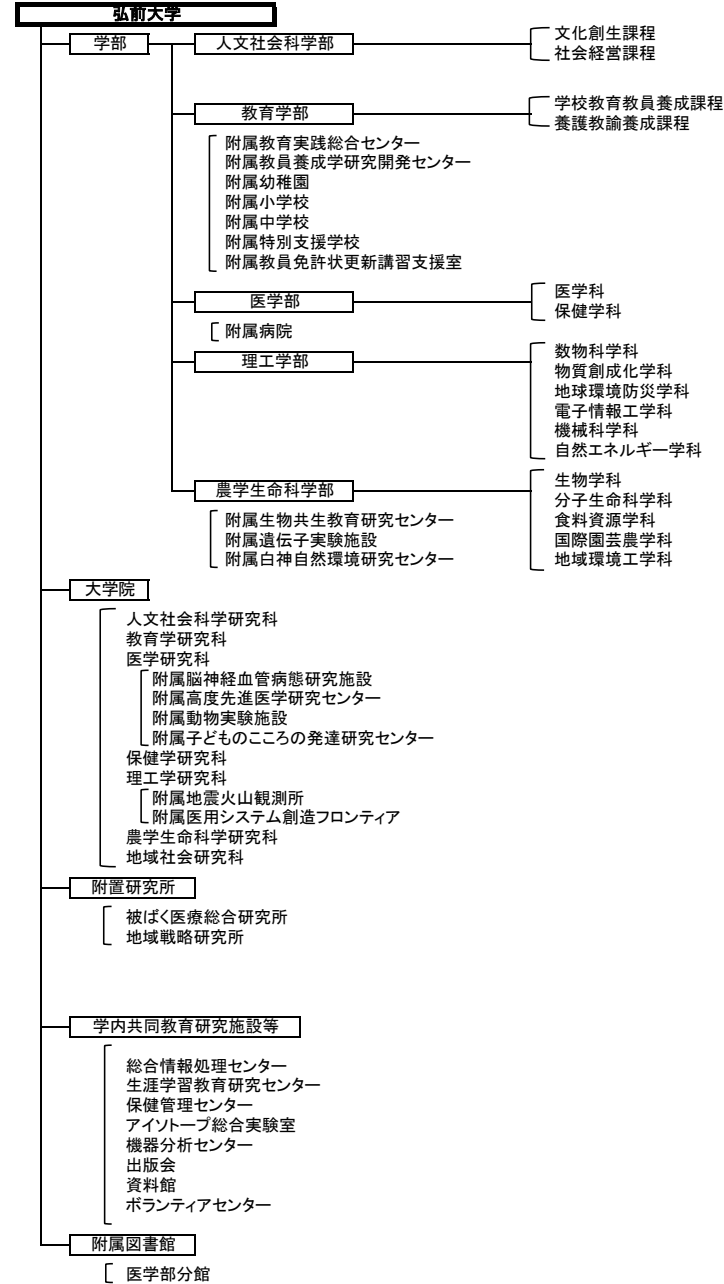 弘前大学
学部
人文社会科学部
文化創生課程
社会経営課程
教育学部
学校教育教員養成課程
養護教諭養成課程
附属教育実践総合センター
附属教員養成学研究開発センター
附属幼稚園
附属小学校
附属中学校
附属特別支援学校
附属教員免許状更新講習支援室
医学部
医学科
保健学科
附属病院
理工学部
数物科学科
物質創成化学科
地球環境防災学科
電子情報工学科
機械科学科
自然エネルギー学科
農学生命科学部
生物学科
分子生命科学科
食料資源学科
国際園芸農学科
地域環境工学科
附属生物共生教育研究センター
附属遺伝子実験施設
附属白神自然環境研究センター
大学院
人文社会科学研究科
教育学研究科
医学研究科
附属脳神経血管病態研究施設
附属高度先進医学研究センター
附属動物実験施設
附属子どものこころの発達研究センター
保健学研究科
理工学研究科
附属地震火山観測所
附属医用システム創造フロンティア
農学生命科学研究科
地域社会研究科
附置研究所
被ばく医療総合研究所
地域戦略研究所
学内共同教育研究施設等
総合情報処理センター
生涯学習教育研究センター
保健管理センター
アイソトープ総合実験室
機器分析センター
出版会
資料館
ボランティアセンター
附属図書館
医学部分館